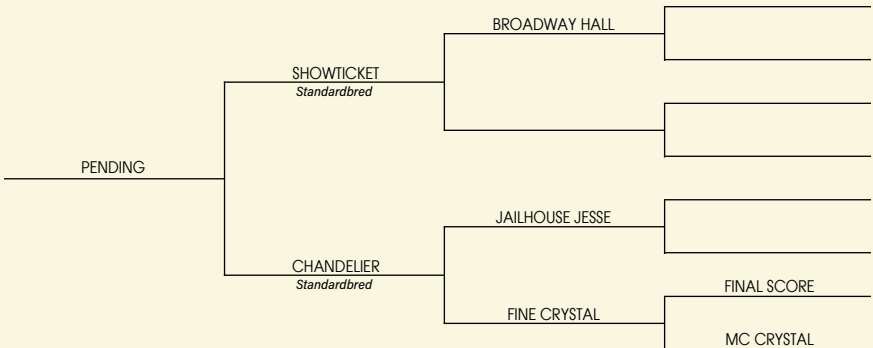 BROADWAY HALL
SHOWTICKET
Standardbred
PENDING
JAILHOUSE JESSE
CHANDELIER
Standardbred
FINAL SCORE
FINE CRYSTAL
MC CRYSTAL